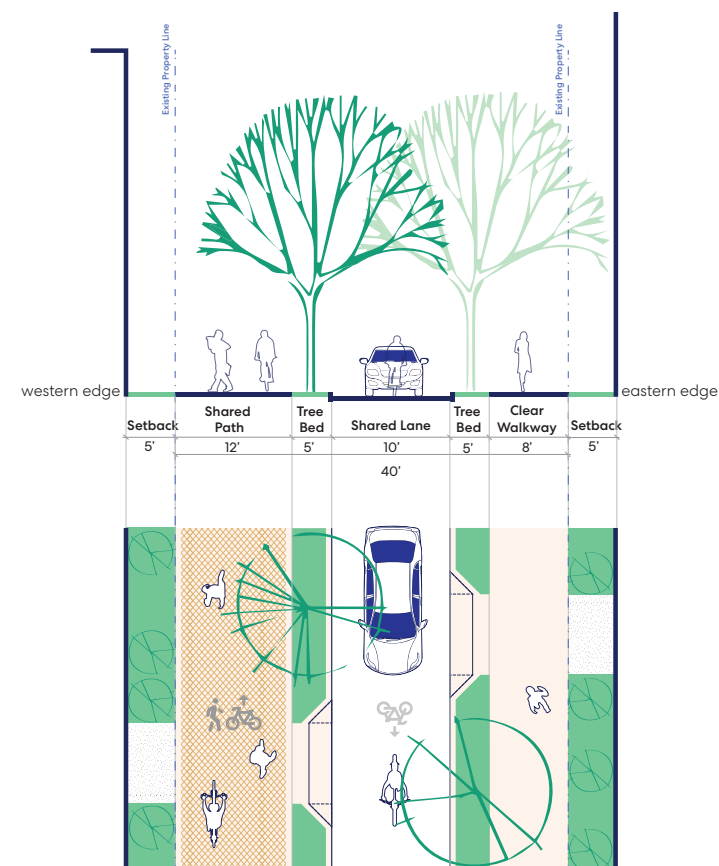 Existing Property Line
Existing Property Line
western edge
eastern edge
Setback
Shared
Path
Tree
Bed
Shared Lane
Tree
Bed
Clear
Walkway
Setback
5’
12’
5’
10’
5’
8’
5’
40’